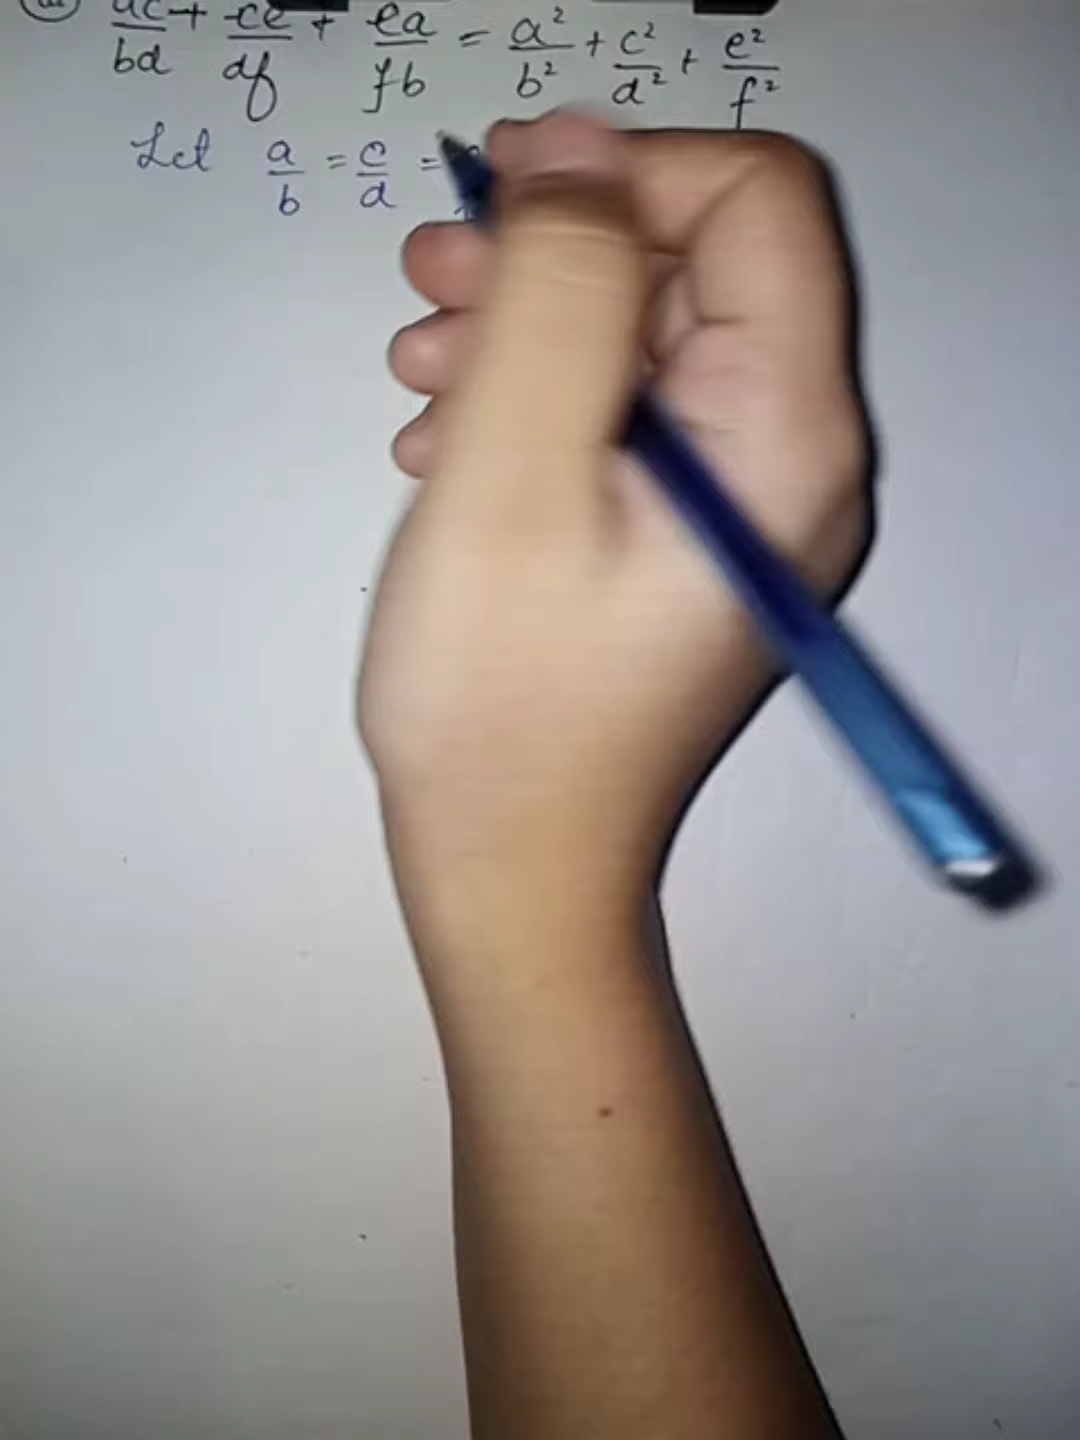 ac/bd + ce/df + ea/fb = a²/b² + c²/d² + e²/f²
Let a/b = c/d =